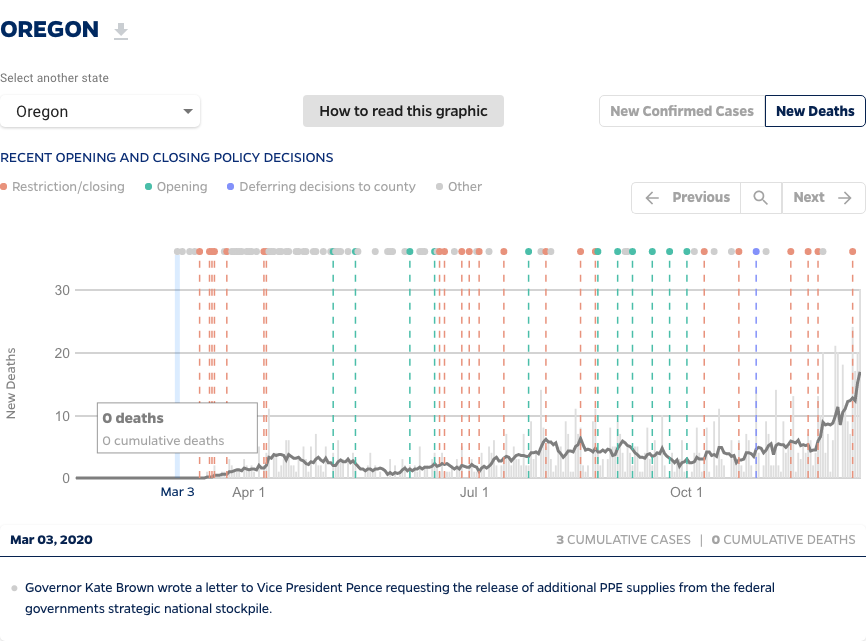 OREGON
Select another state
Oregon
How to read this graphic
New Confirmed Cases
New Deaths
RECENT OPENING AND CLOSING POLICY DECISIONS
Restriction/closing
Opening
Deferring decisions to county
Other
Previous
Next
New Deaths
30
20
10
0
0 deaths
0 cumulative deaths
Mar 3
Apr 1
Jul 1
Oct 1
Mar 03, 2020
3 CUMULATIVE CASES | 0 CUMULATIVE DEATHS
Governor Kate Brown wrote a letter to Vice President Pence requesting the release of additional PPE supplies from the federal
governments strategic national stockpile.